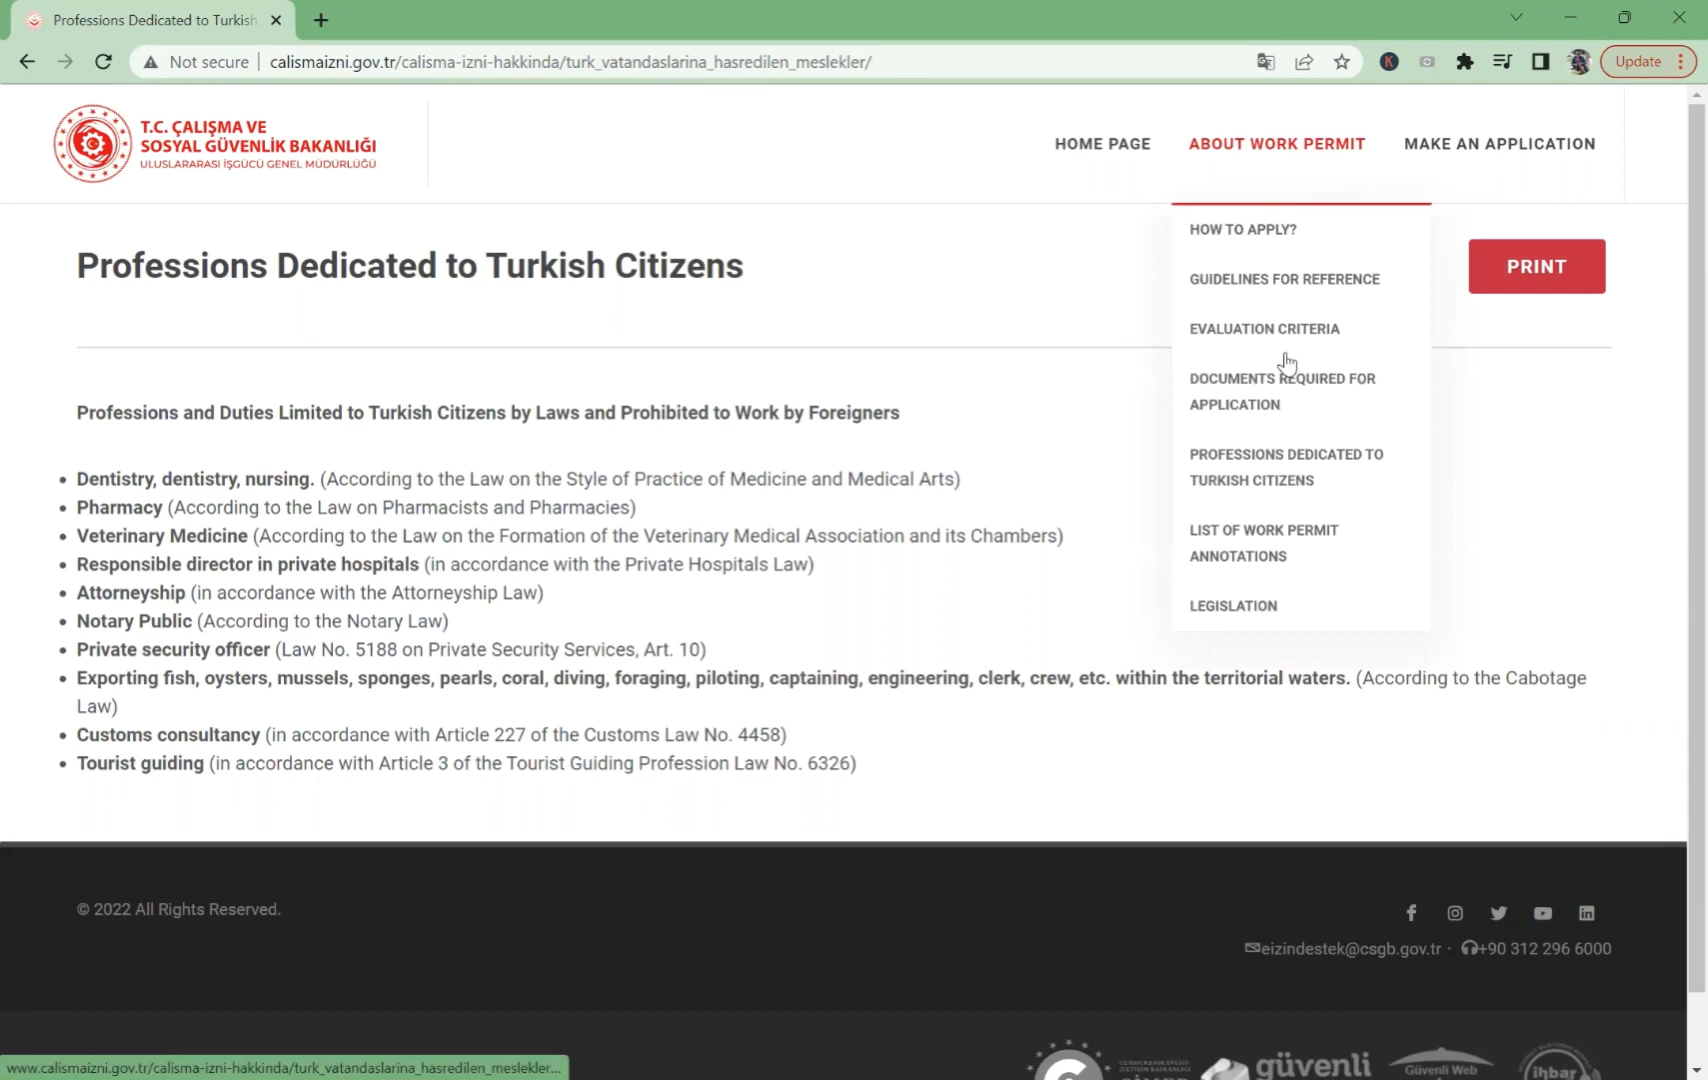 Professions Dedicated to Turkish
Update
Not secure
calismaizni.gov.tr/calisma-izni-hakkinda/turk_vatandaslarina_hasredilen_meslekler/
T.C. ÇALIŞMA VE
SOSYAL GÜVENLİK BAKANLIĞI
ULUSLARARASI İŞGÜCÜ GENEL MÜDÜRLÜĞÜ
HOME PAGE
ABOUT WORK PERMIT
MAKE AN APPLICATION
HOW TO APPLY?
GUIDELINES FOR REFERENCE
EVALUATION CRITERIA
DOCUMENTS REQUIRED FOR
APPLICATION
PROFESSIONS DEDICATED TO
TURKISH CITIZENS
LIST OF WORK PERMIT
ANNOTATIONS
LEGISLATION
Professions Dedicated to Turkish Citizens
PRINT
Professions and Duties Limited to Turkish Citizens by Laws and Prohibited to Work by Foreigners
• Dentistry, dentistry, nursing. (According to the Law on the Style of Practice of Medicine and Medical Arts)
• Pharmacy (According to the Law on Pharmacists and Pharmacies)
• Veterinary Medicine (According to the Law on the Formation of the Veterinary Medical Association and its Chambers)
• Responsible director in private hospitals (in accordance with the Private Hospitals Law)
• Attorneyship (in accordance with the Attorneyship Law)
• Notary Public (According to the Notary Law)
• Private security officer (Law No. 5188 on Private Security Services, Art. 10)
• Exporting fish, oysters, mussels, sponges, pearls, coral, diving, foraging, piloting, captaining, engineering, clerk, crew, etc. within the territorial waters. (According to the Cabotage
Law)
• Customs consultancy (in accordance with Article 227 of the Customs Law No. 4458)
• Tourist guiding (in accordance with Article 3 of the Tourist Guiding Profession Law No. 6326)
© 2022 All Rights Reserved.
eizindestek@csgb.gov.tr · +90 312 296 6000
www.calismaizni.gov.tr/calisma-izni-hakkinda/turk_vatandaslarina_hasredilen_meslekler...
güvenli
Güvenli Web
ihbar